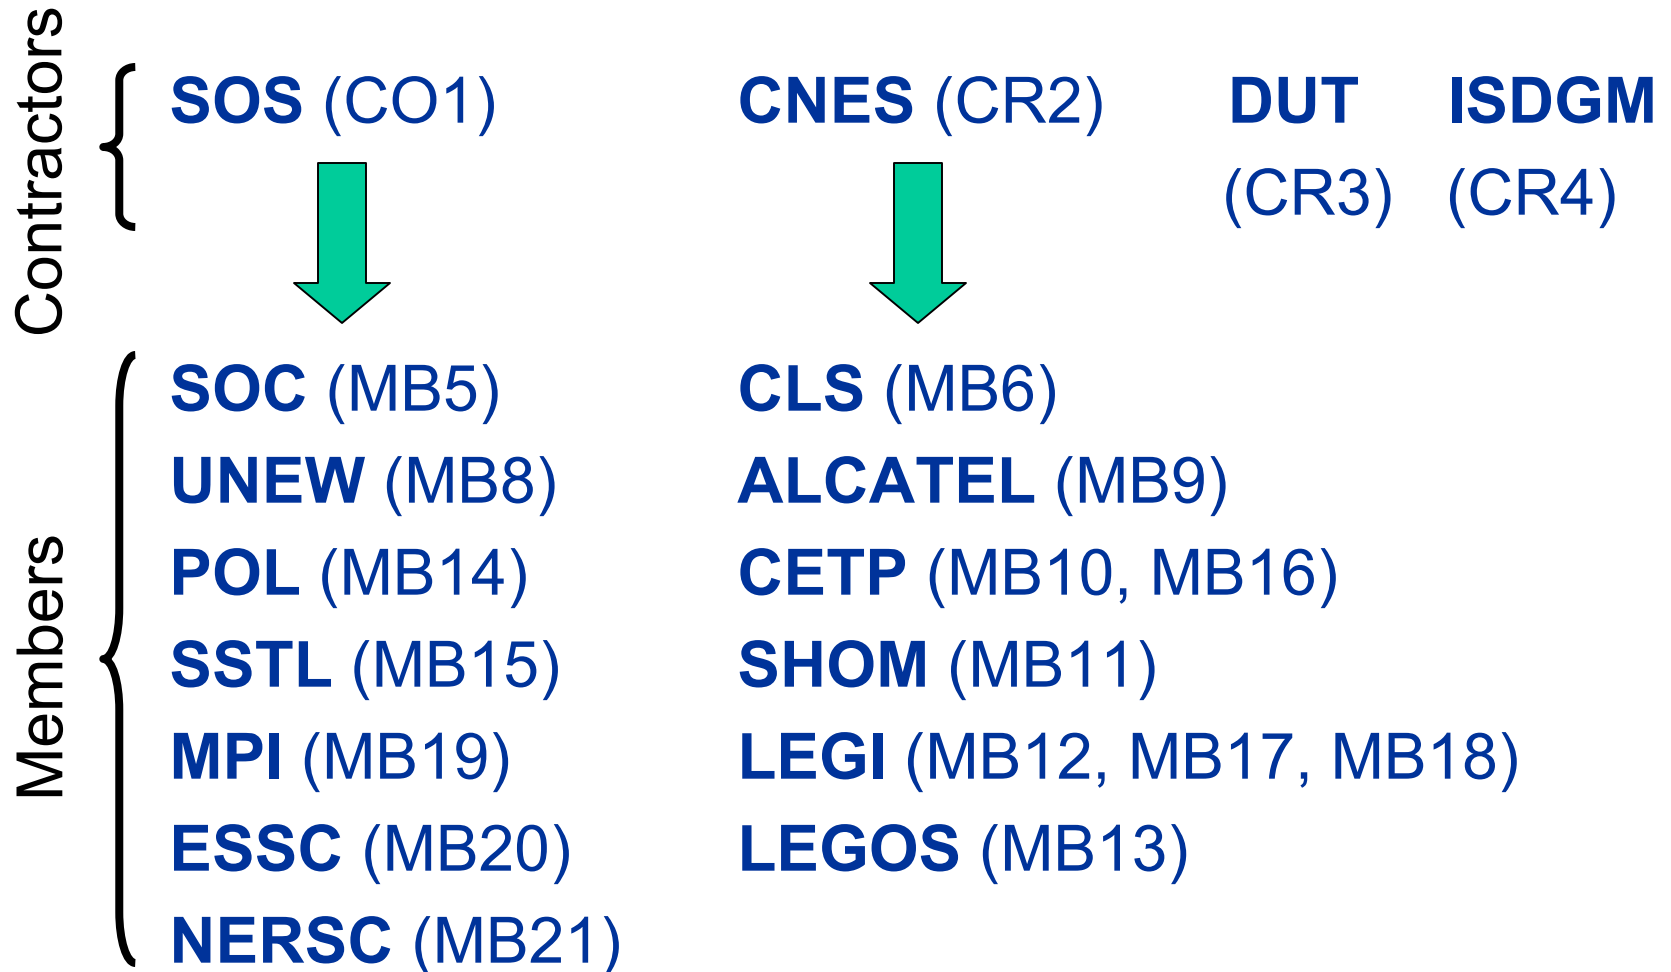 Contractors
SOS (CO1)
CNES (CR2)
DUT
(CR3)
ISDGM
(CR4)
Members
SOC (MB5)
UNEW (MB8)
POL (MB14)
SSTL (MB15)
MPI (MB19)
ESSC (MB20)
NERSC (MB21)
CLS (MB6)
ALCATEL (MB9)
CETP (MB10, MB16)
SHOM (MB11)
LEGI (MB12, MB17, MB18)
LEGOS (MB13)